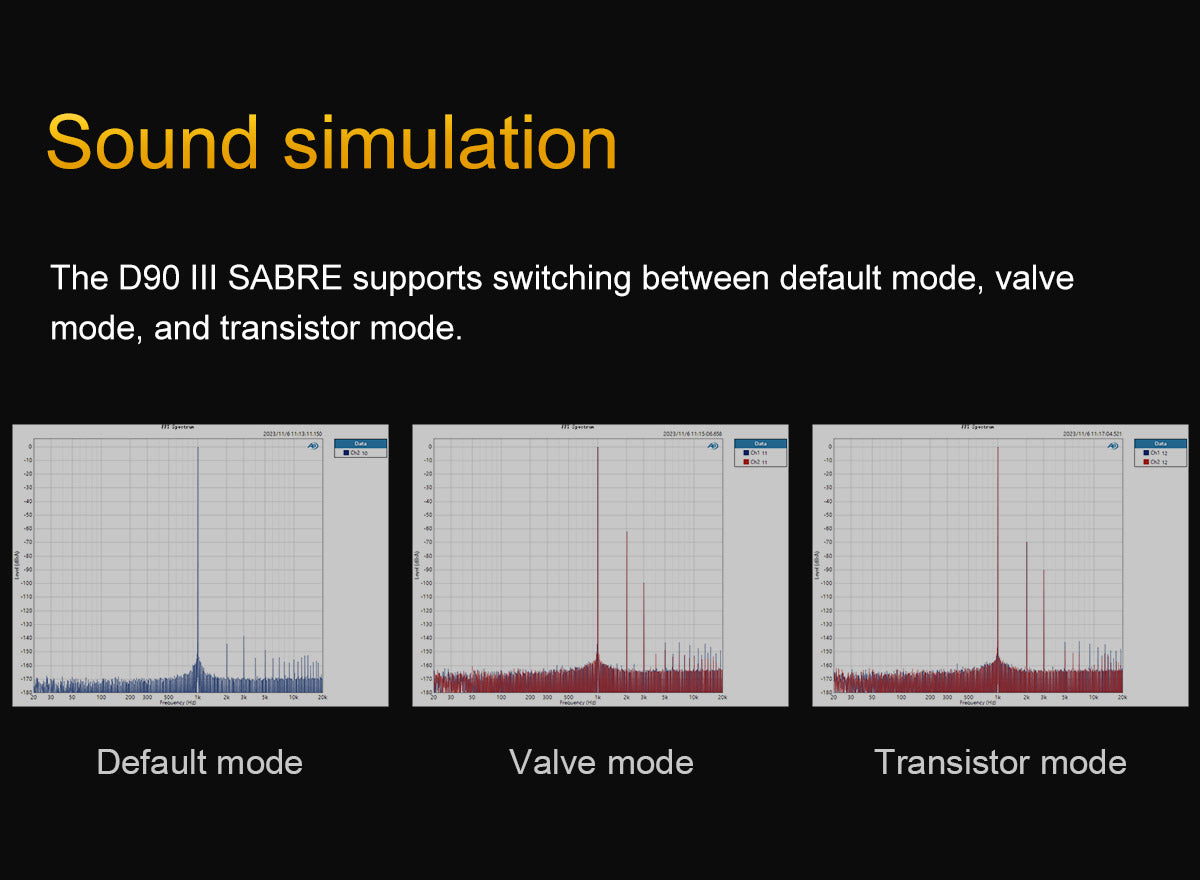 Sound simulation
The D90 III SABRE supports switching between default mode, valve
mode, and transistor mode.
FFT Spectrum
2023/11/6 11:13:11.150
Data
Ch2 10
0
-10
-20
-30
-40
-50
-60
-70
-80
-90
-100
-110
-120
-130
-140
-150
-160
-170
-180
Level (dBrA)
20 30 50 100 200 300 500 1k 2k 3k 5k 10k 20k
Frequency (Hz)
FFT Spectrum
2023/11/6 11:15:06.658
Data
Ch1 11
Ch2 11
0
-10
-20
-30
-40
-50
-60
-70
-80
-90
-100
-110
-120
-130
-140
-150
-160
-170
-180
Level (dBrA)
20 30 50 100 200 300 500 1k 2k 3k 5k 10k 20k
Frequency (Hz)
FFT Spectrum
2023/11/6 11:17:04.521
Data
Ch1 12
Ch2 12
0
-10
-20
-30
-40
-50
-60
-70
-80
-90
-100
-110
-120
-130
-140
-150
-160
-170
-180
Level (dBrA)
20 30 50 100 200 300 500 1k 2k 3k 5k 10k 20k
Frequency (Hz)
Default mode
Valve mode
Transistor mode